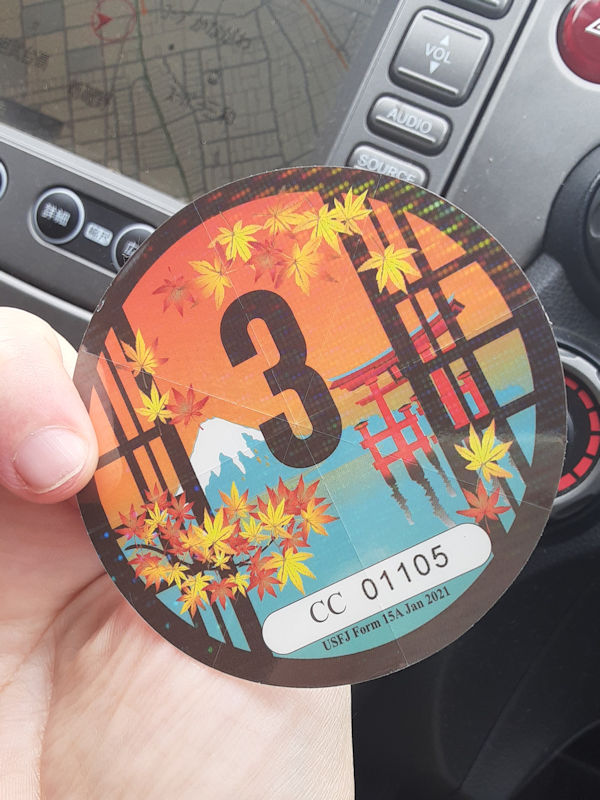 VOL
AUDIO
SOURCE
詳細
3
CC 01105
USFJ Form 15A Jan 2021